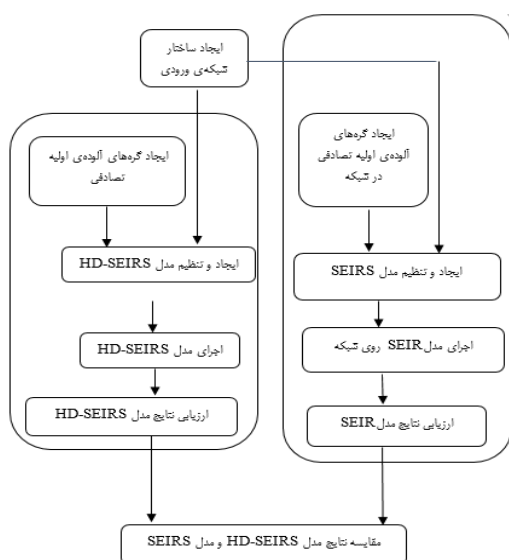 ایجاد ساختار
شبکه‌ی ورودی
ایجاد گره‌های
آلوده‌ی اولیه تصادفی
در شبکه
ایجاد و تنظیم مدل SEIRS
اجرای مدل SEIR روی شبکه
ارزیابی نتایج مدل SEIR
ایجاد گره‌های آلوده‌ی اولیه
تصادفی
ایجاد و تنظیم مدل HD-SEIRS
اجرای مدل HD-SEIRS
ارزیابی نتایج مدل HD-SEIRS
مقایسه نتایج مدل HD-SEIRS و مدل SEIRS